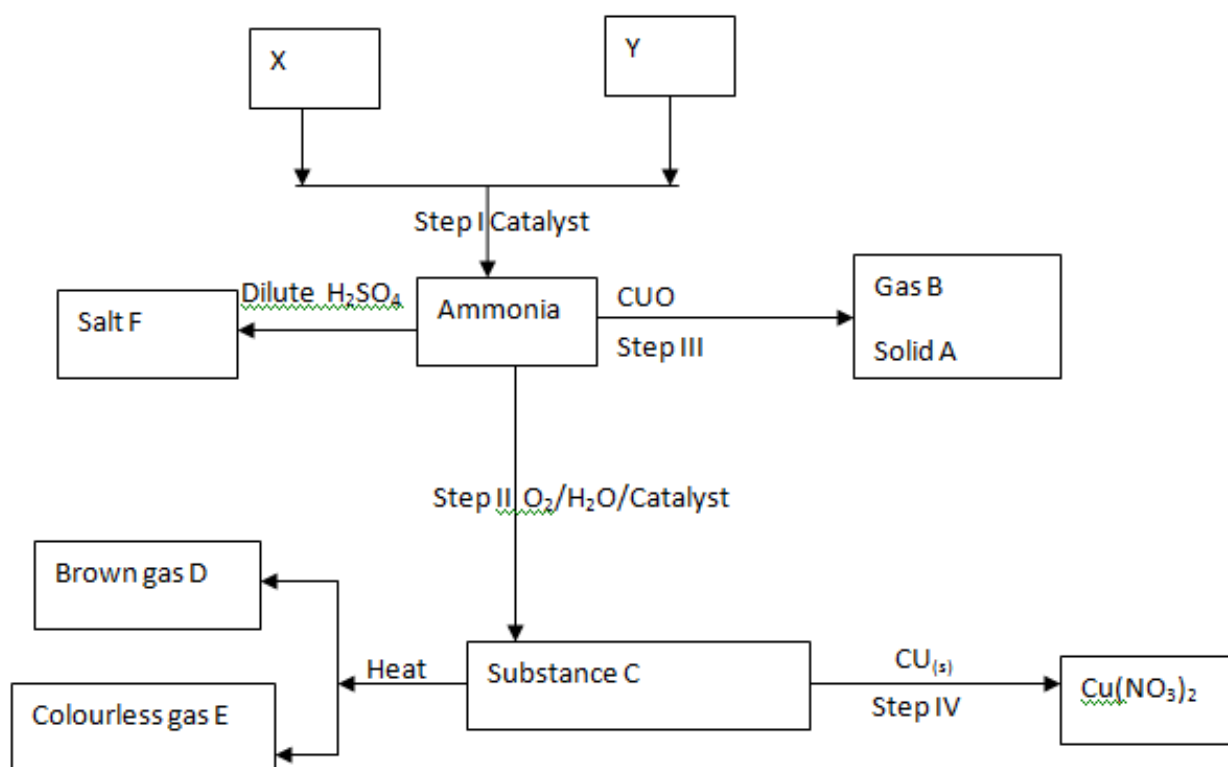 X
Y
Step I Catalyst
Dilute H₂SO₄
Salt F
Ammonia
CUO
Step III
Gas B
Solid A
Step II O₂/H₂O/Catalyst
Brown gas D
Colourless gas E
Heat
Substance C
CU₍s₎
Step IV
Cu(NO₃)₂